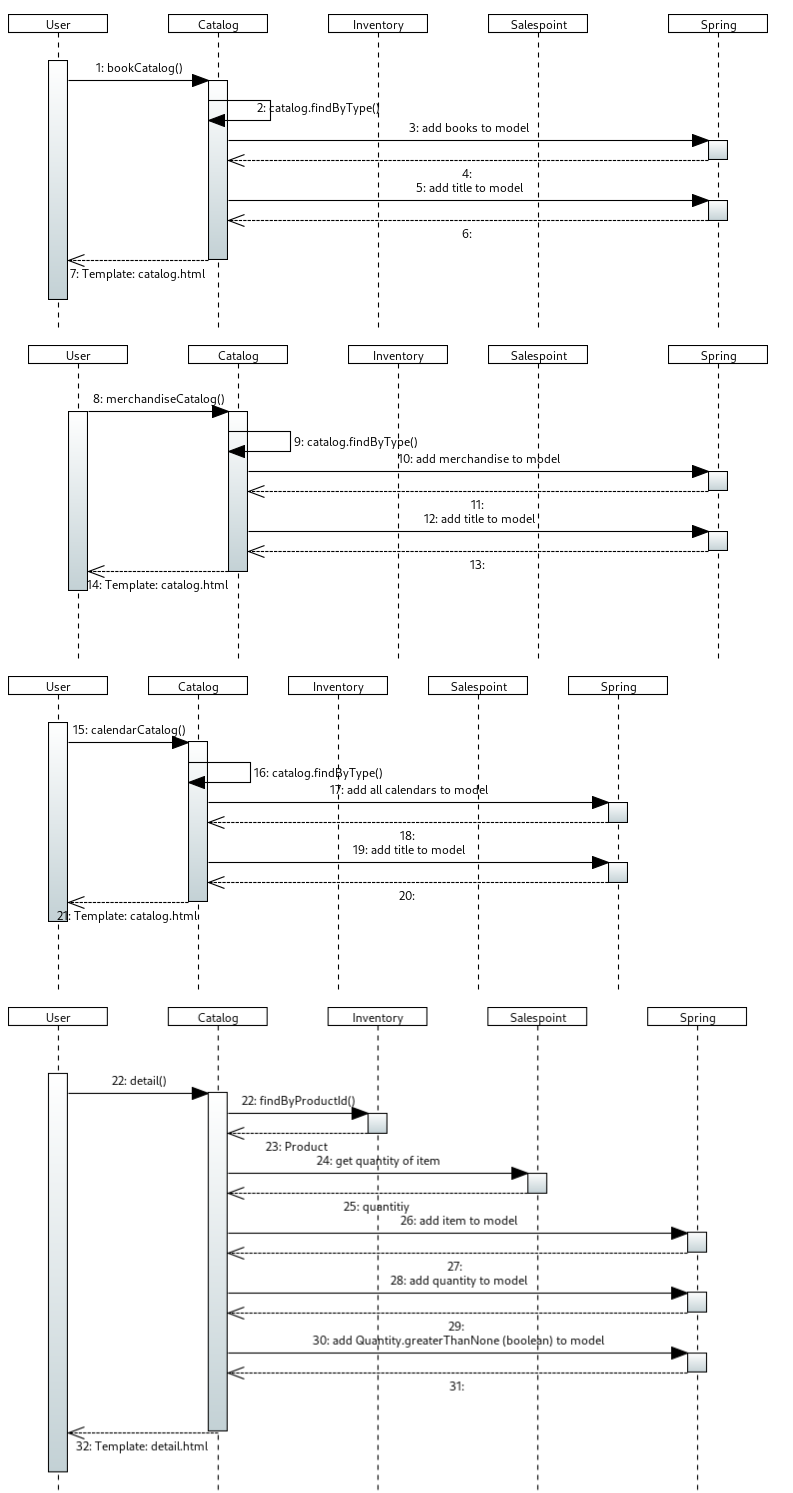 User Catalog Inventory Salespoint Spring
1: bookCatalog()
2: catalog.findByType()
3: add books to model
4:
5: add title to model
6:
7: Template: catalog.html
User Catalog Inventory Salespoint Spring
8: merchandiseCatalog()
9: catalog.findByType()
10: add merchandise to model
11:
12: add title to model
13:
14: Template: catalog.html
User Catalog Inventory Salespoint Spring
15: calendarCatalog()
16: catalog.findByType()
17: add all calendars to model
18:
19: add title to model
20:
21: Template: catalog.html
User Catalog Inventory Salespoint Spring
22: detail()
22: findByProductId()
23: Product
24: get quantity of item
25: quantitiy
26: add item to model
27:
28: add quantity to model
29:
30: add Quantity.greaterThanNone (boolean) to model
31:
32: Template: detail.html